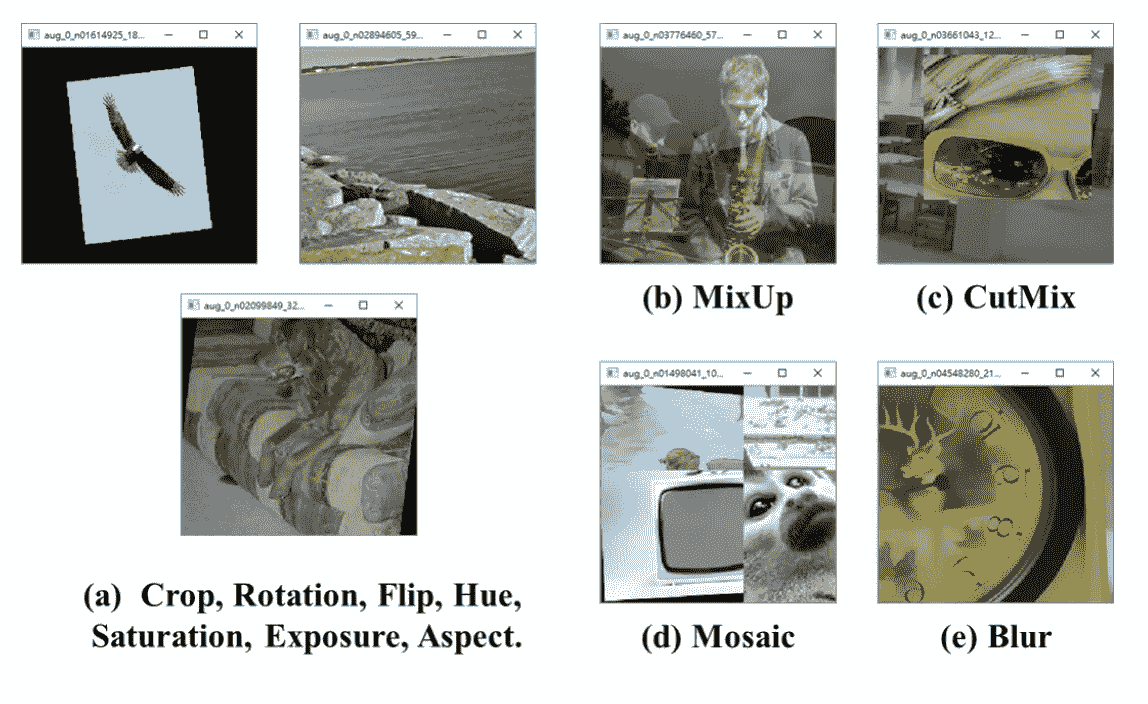 aug_0_n01614925_18...
aug_0_n02894605_59...
aug_0_n03776460_57...
aug_0_n03661043_12...
(b) MixUp
(c) CutMix
aug_0_n02099849_32...
aug_0_n01498041_10...
aug_0_n04548280_21...
(a) Crop, Rotation, Flip, Hue,
Saturation, Exposure, Aspect.
(d) Mosaic
(e) Blur